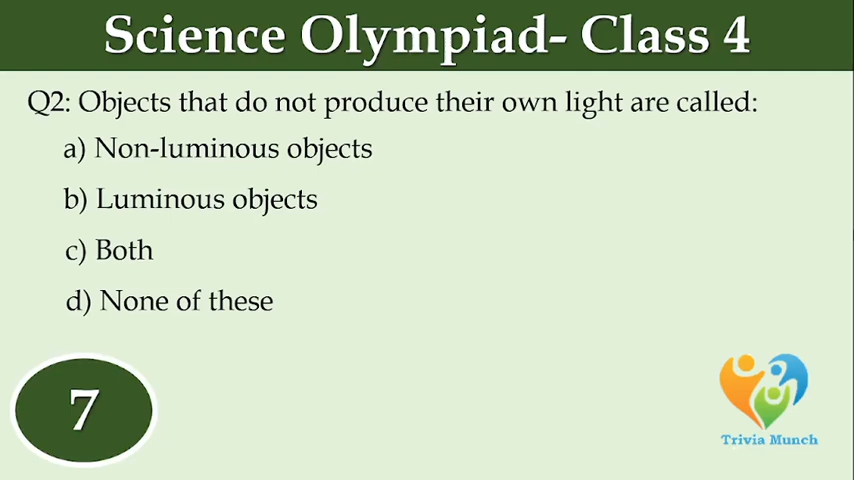 Science Olympiad- Class 4
Q2: Objects that do not produce their own light are called:
a) Non-luminous objects
b) Luminous objects
c) Both
d) None of these
7
Trivia Munch